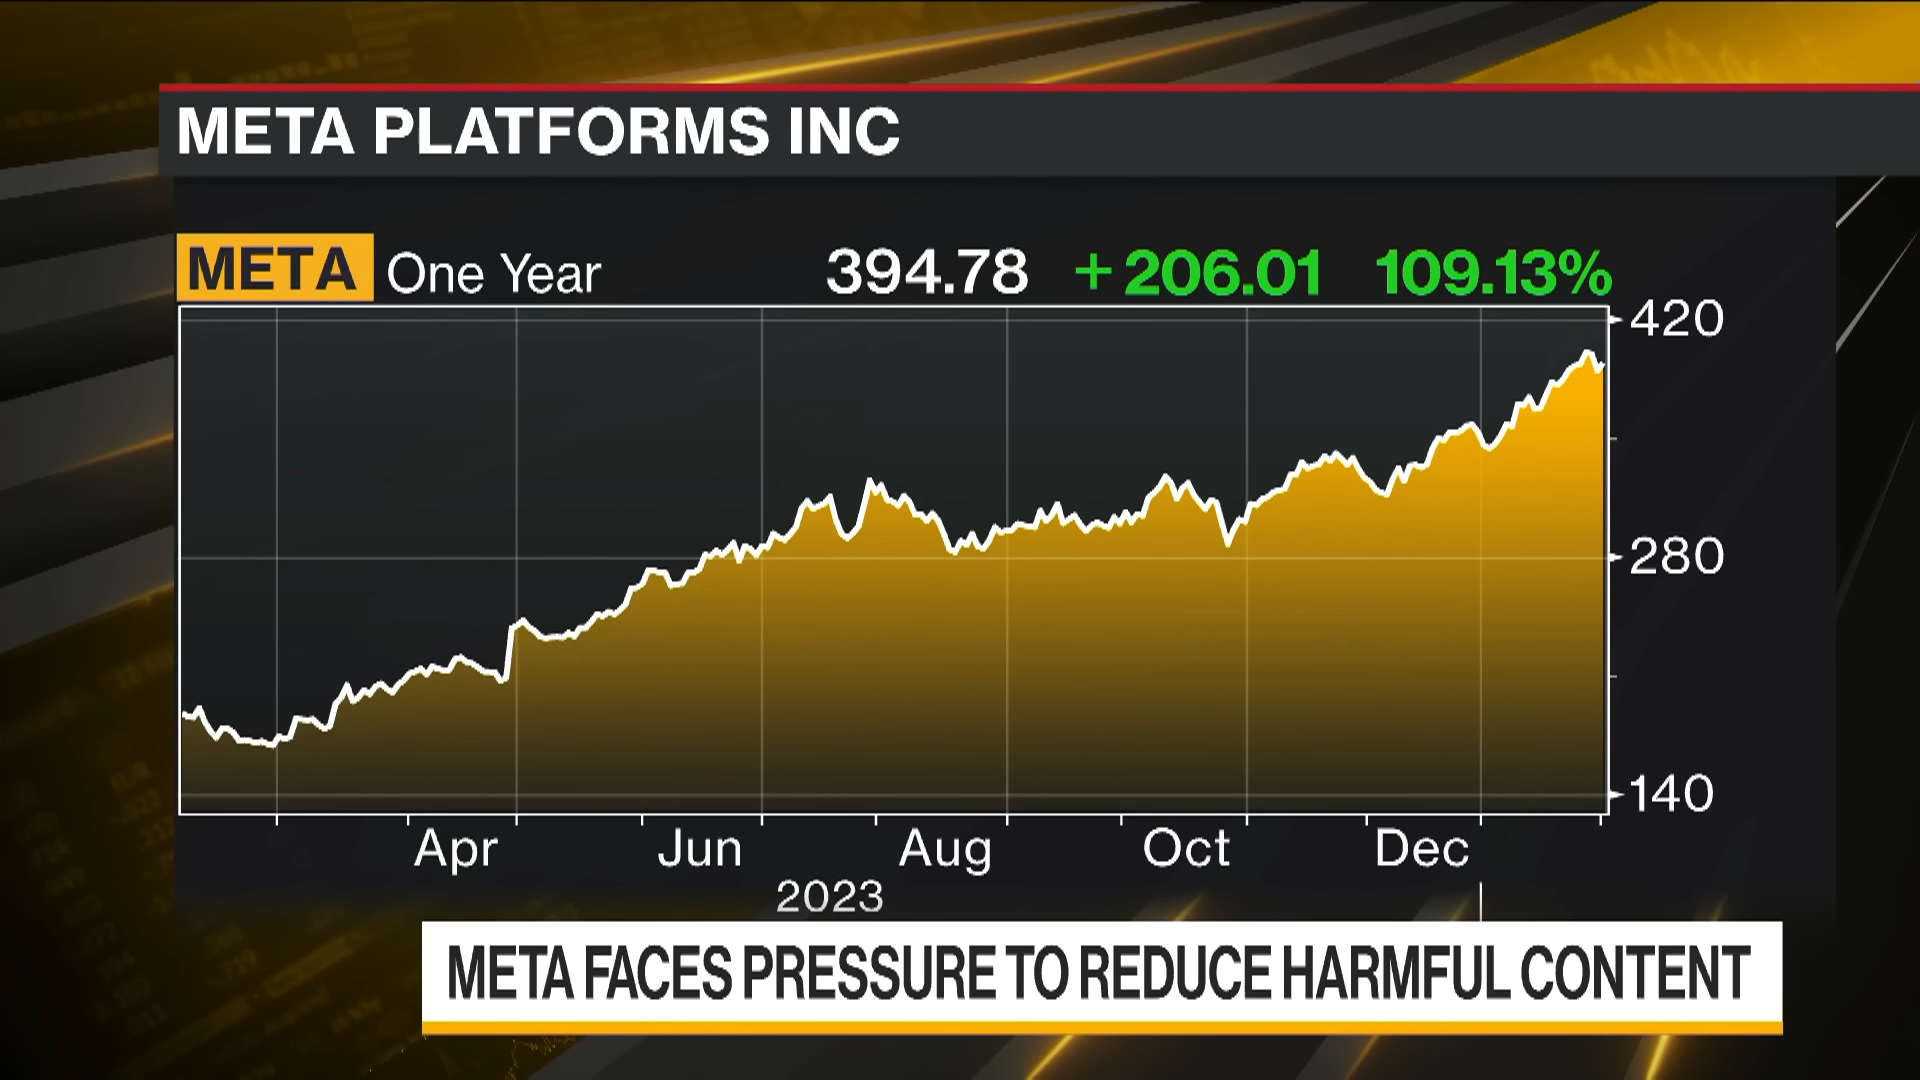 META PLATFORMS INC
META One Year 394.78 +206.01 109.13%
420
280
140
Apr Jun Aug Oct Dec
2023
META FACES PRESSURE TO REDUCE HARMFUL CONTENT